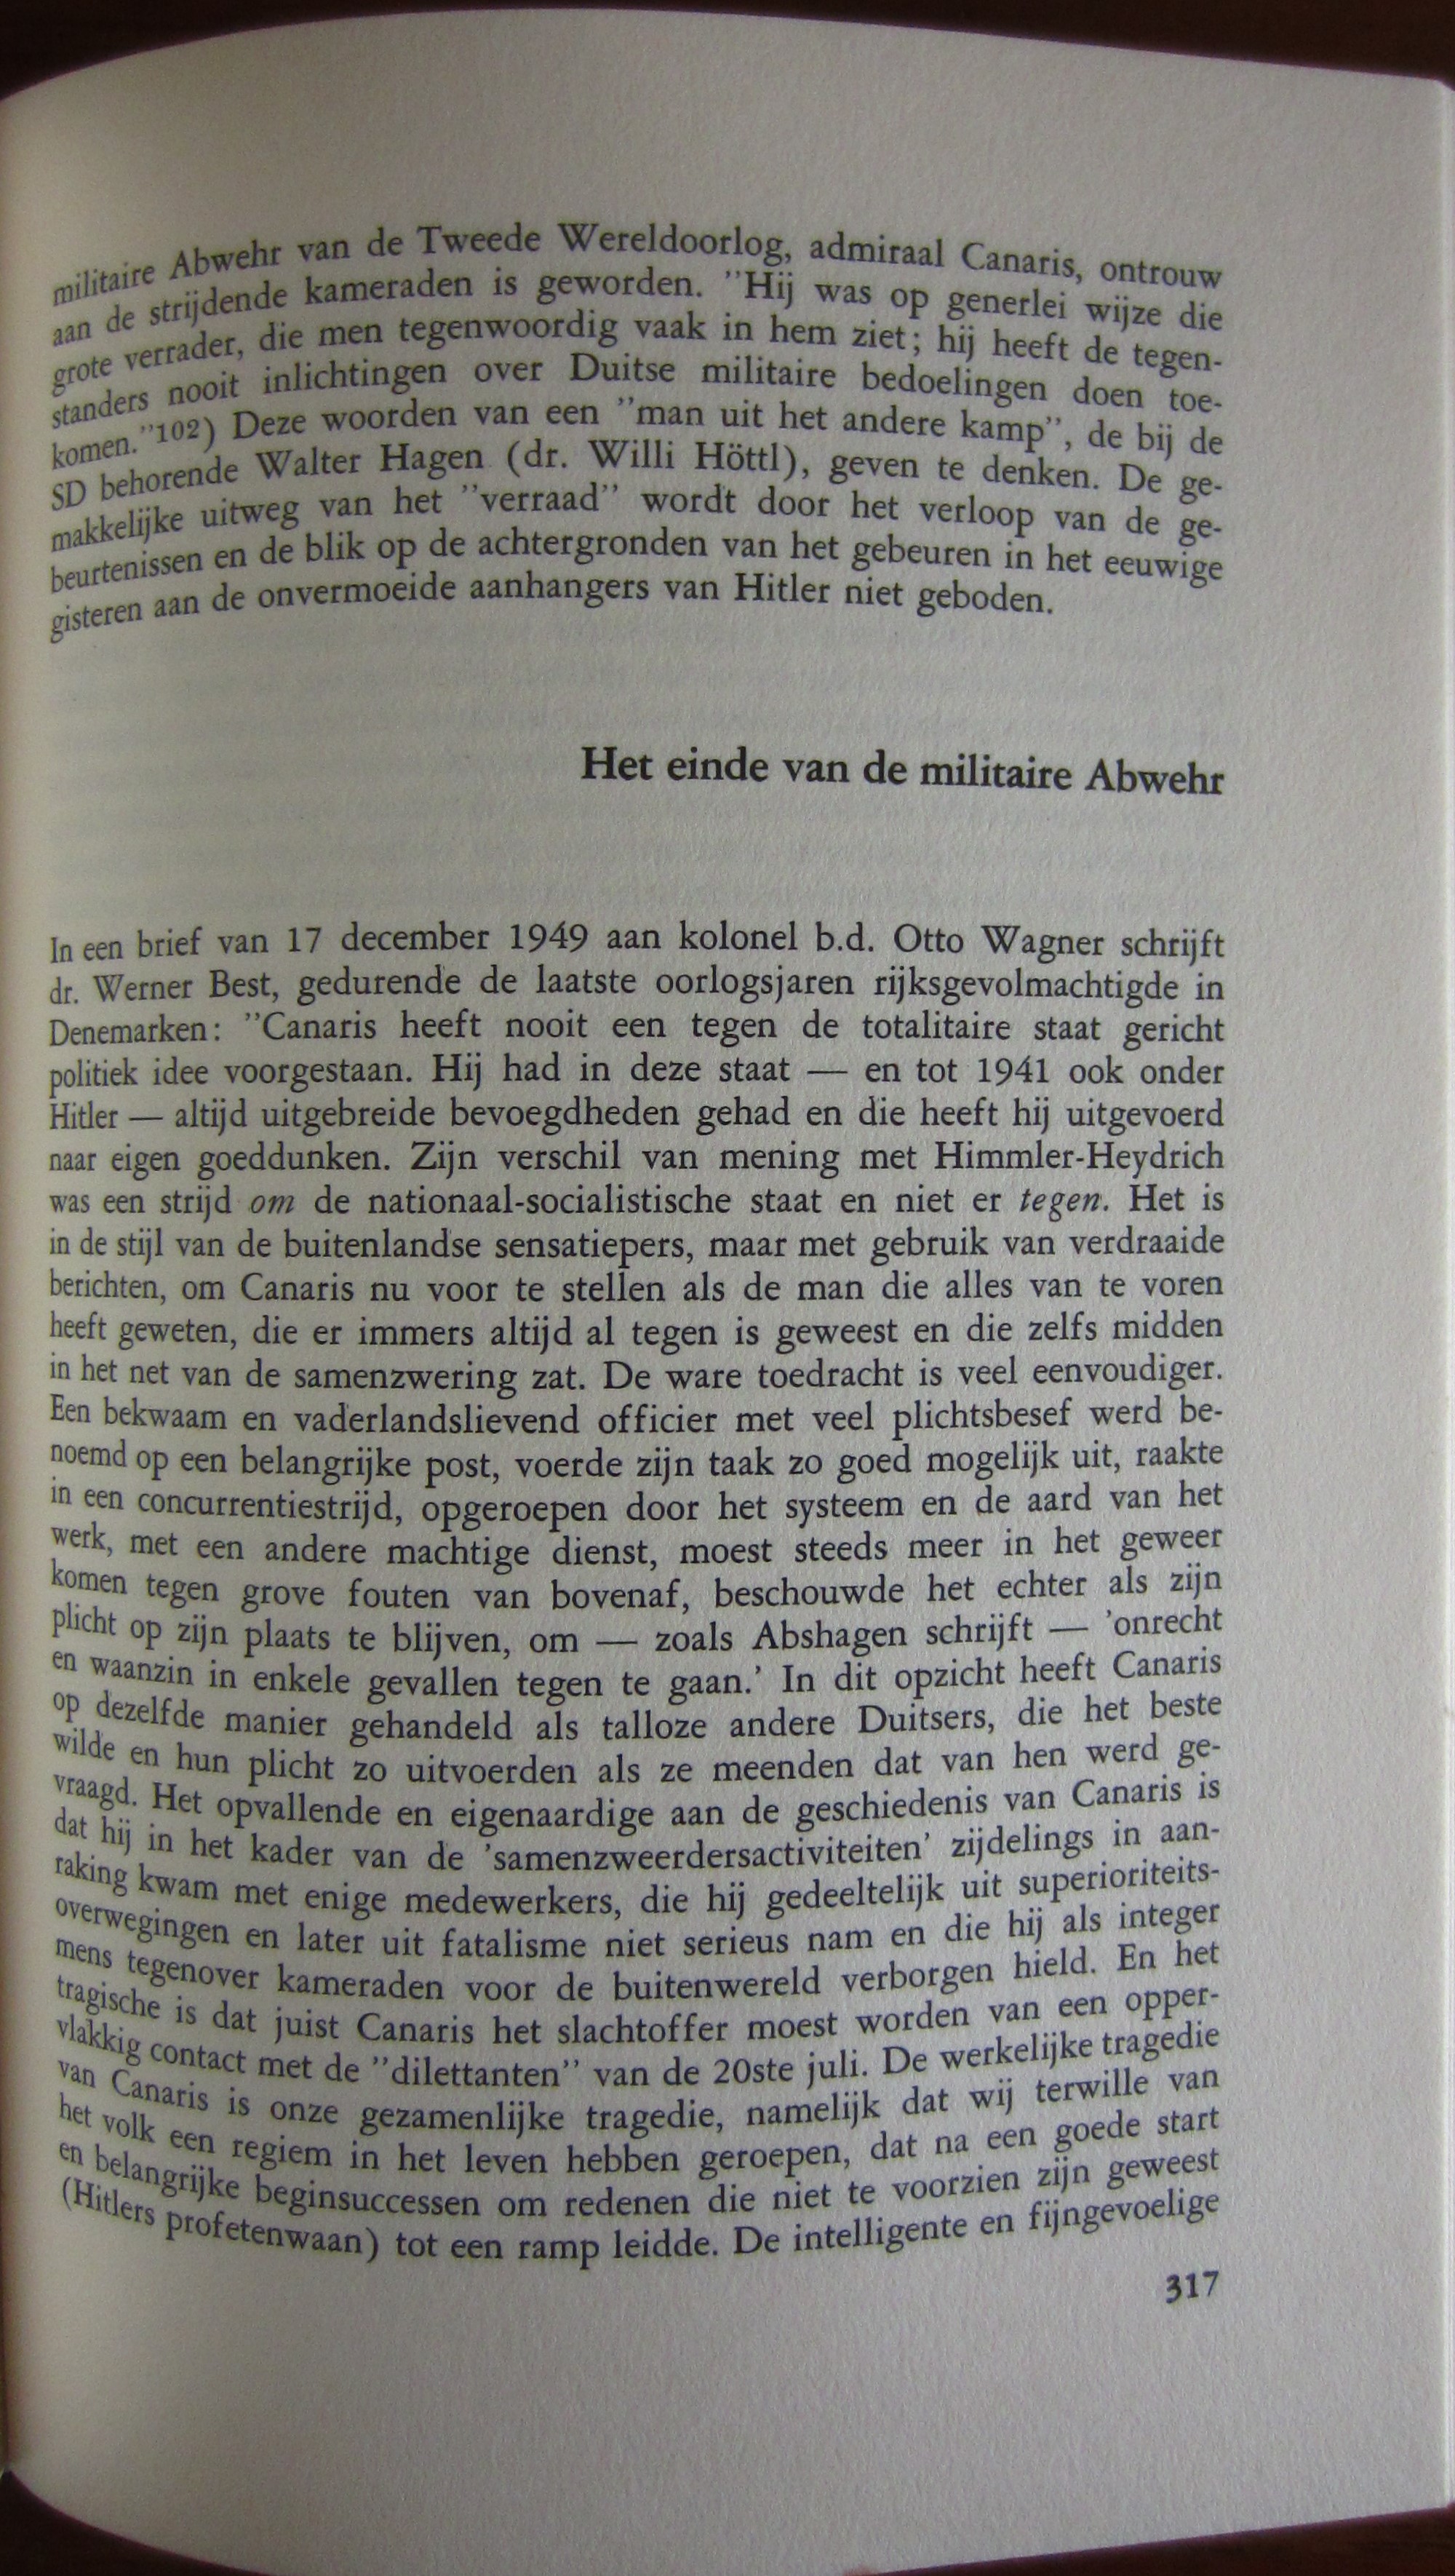 militaire Abwehr van de Tweede Wereldoorlog, admiraal Canaris, ontrouw
aan de strijdende kameraden is geworden. ''Hij was op generlei wijze die
grote verrader, die men tegenwoordig vaak in hem ziet; hij heeft de tegen-
standers nooit inlichtingen over Duitse militaire bedoelingen doen toe-
komen.''102) Deze woorden van een ''man uit het andere kamp'', de bij de
SD behorende Walter Hagen (dr. Willi Höttl), geven te denken. De ge-
makkelijke uitweg van het ''verraad'' wordt door het verloop van de ge-
beurtenissen en de blik op de achtergronden van het gebeuren in het eeuwige
gisteren aan de onvermoeide aanhangers van Hitler niet geboden.
Het einde van de militaire Abwehr
In een brief van 17 december 1949 aan kolonel b.d. Otto Wagner schrijft
dr. Werner Best, gedurende de laatste oorlogsjaren rijksgevolmachtigde in
Denemarken: ''Canaris heeft nooit een tegen de totalitaire staat gericht
politiek idee voorgestaan. Hij had in deze staat — en tot 1941 ook onder
Hitler — altijd uitgebreide bevoegdheden gehad en die heeft hij uitgevoerd
naar eigen goeddunken. Zijn verschil van mening met Himmler-Heydrich
was een strijd om de nationaal-socialistische staat en niet er tegen. Het is
in de stijl van de buitenlandse sensatiepers, maar met gebruik van verdraaide
berichten, om Canaris nu voor te stellen als de man die alles van te voren
heeft geweten, die er immers altijd al tegen is geweest en die zelfs midden
in het net van de samenzwering zat. De ware toedracht is veel eenvoudiger.
Een bekwaam en vaderlandslievend officier met veel plichtsbesef werd be-
noemd op een belangrijke post, voerde zijn taak zo goed mogelijk uit, raakte
in een concurrentiestrijd, opgeroepen door het systeem en de aard van het
werk, met een andere machtige dienst, moest steeds meer in het geweer
komen tegen grove fouten van bovenaf, beschouwde het echter als zijn
plicht op zijn plaats te blijven, om — zoals Abshagen schrijft — 'onrecht
en waanzin in enkele gevallen tegen te gaan.' In dit opzicht heeft Canaris
op dezelfde manier gehandeld als talloze andere Duitsers, die het beste
wilde en hun plicht zo uitvoerden als ze meenden dat van hen werd ge-
vraagd. Het opvallende en eigenaardige aan de geschiedenis van Canaris is
dat hij in het kader van de 'samenzweerdersactiviteiten' zijdelings in aan-
raking kwam met enige medewerkers, die hij gedeeltelijk uit superioriteits-
overwegingen en later uit fatalisme niet serieus nam en die hij als integer
mens tegenover kameraden voor de buitenwereld verborgen hield. En het
tragische is dat juist Canaris het slachtoffer moest worden van een opper-
vlakkig contact met de ''dilettanten'' van de 20ste juli. De werkelijke tragedie
van Canaris is onze gezamenlijke tragedie, namelijk dat wij terwille van
het volk een regiem in het leven hebben geroepen, dat na een goede start
en belangrijke beginsuccessen om redenen die niet te voorzien zijn geweest
(Hitlers profetenwaan) tot een ramp leidde. De intelligente en fijngevoelige
317